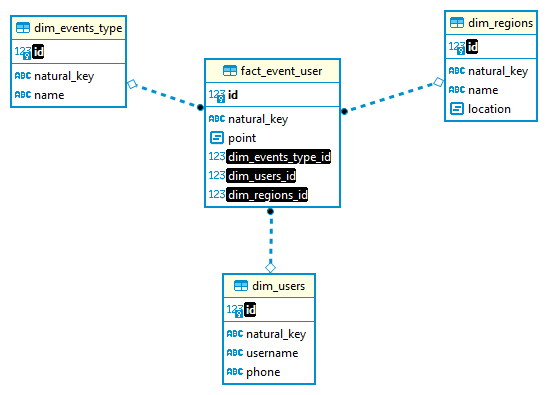 dim_events_type
123 id
ABC natural_key
ABC name
fact_event_user
123 id
ABC natural_key
point
123 dim_events_type_id
123 dim_users_id
123 dim_regions_id
dim_regions
123 id
ABC natural_key
ABC name
location
dim_users
123 id
ABC natural_key
ABC username
ABC phone